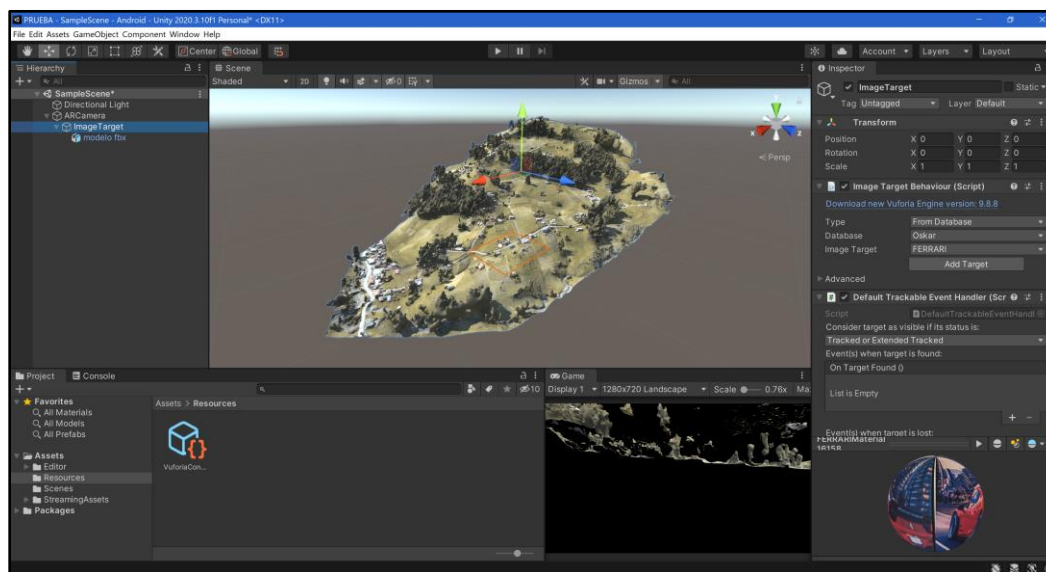 PRUEBA - SampleScene - Android - Unity 2020.3.10f1 Personal* <DX11>
File Edit Assets GameObject Component Window Help
Center Global Account Layers Layout
Hierarchy
All
SampleScene*
Directional Light
ARCamera
ImageTarget
modelo fbx
Scene
Shaded 20 0 Gizmos All
y
x z
Persp
Inspector
ImageTarget Static
Tag Untagged Layer Default
Transform
Position X 0 Y 0 Z 0
Rotation X 0 Y 0 Z 0
Scale X 1 Y 1 Z 1
Image Target Behaviour (Script)
Download new Vuforia Engine version: 9.8.8
Type From Database
Database Oskar
Image Target FERRARI
Add Target
Advanced
Default Trackable Event Handler (Scr
Script DefaultTrackableEventHandl
Consider target as visible if its status is:
Tracked or Extended Tracked
Event(s) when target is found:
On Target Found ()
List is Empty
Event(s) when target is lost:
FERRARIMaterial
16158
Project Console
10
Favorites
All Materials
All Models
All Prefabs
Assets
Editor
Resources
Scenes
StreamingAssets
Packages
Assets > Resources
VuforiaCon...
Game
Display 1 1280x720 Landscape Scale 0.76x Ma